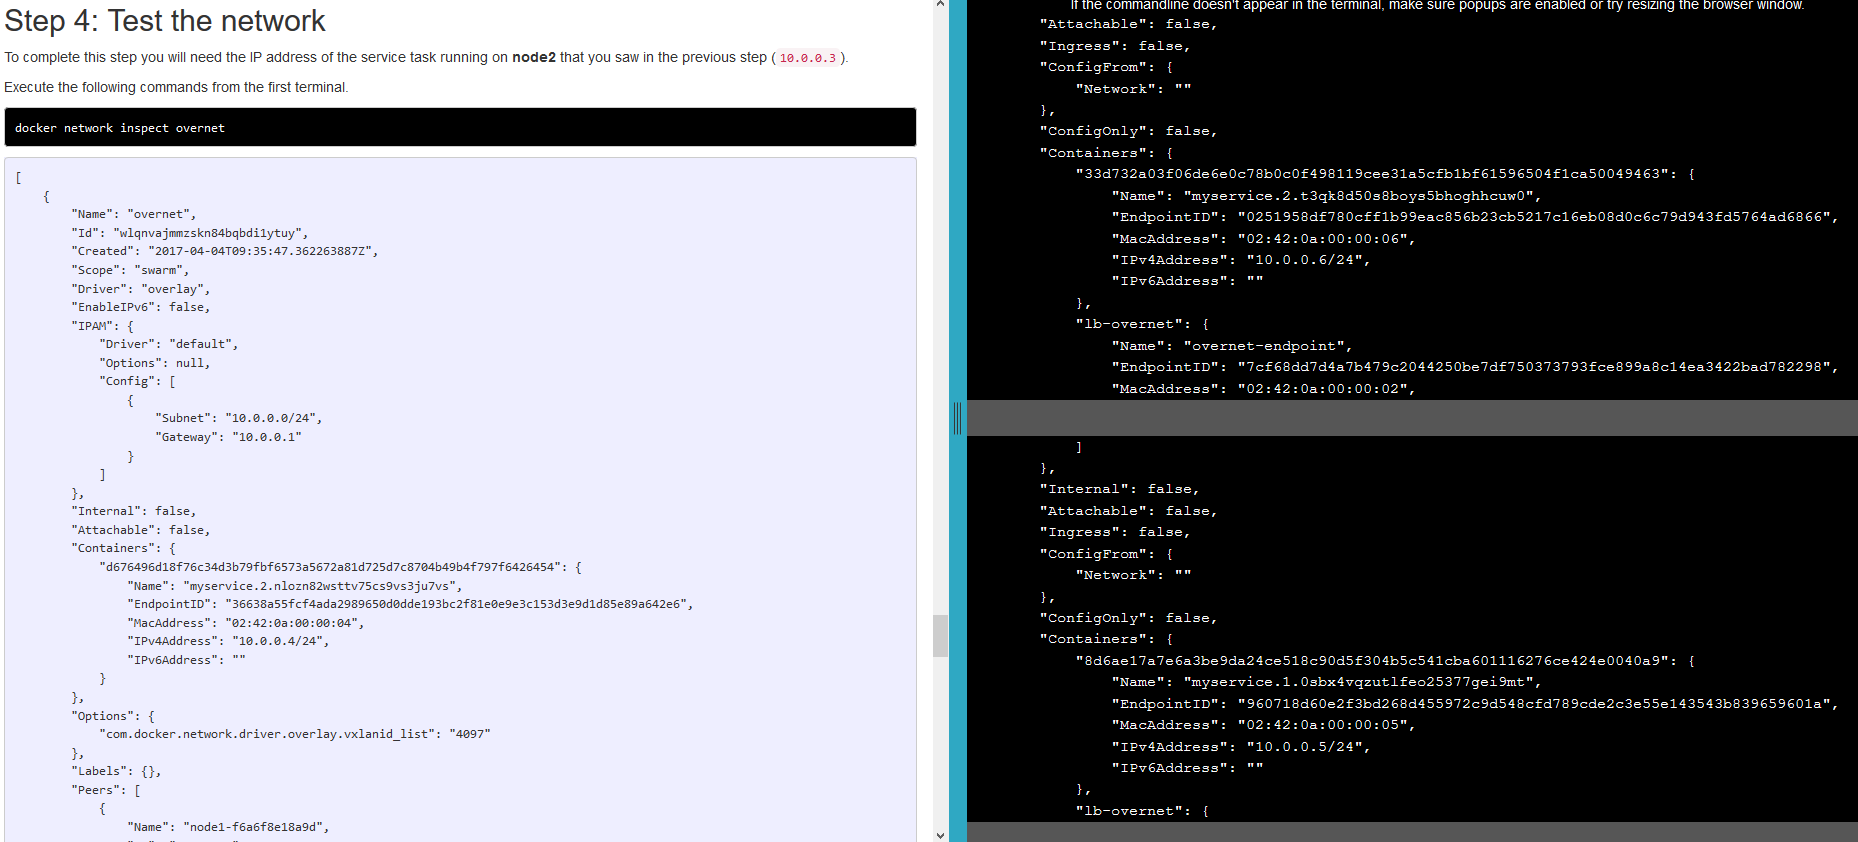 Step 4: Test the network
To complete this step you will need the IP address of the service task running on node2 that you saw in the previous step ( 10.0.0.3 ).
Execute the following commands from the first terminal.
docker network inspect overnet
[
    {
        "Name": "overnet",
        "Id": "wlqnvajmmzskn84bqbdi1ytuy",
        "Created": "2017-04-04T09:35:47.362263887Z",
        "Scope": "swarm",
        "Driver": "overlay",
        "EnableIPv6": false,
        "IPAM": {
            "Driver": "default",
            "Options": null,
            "Config": [
                {
                    "Subnet": "10.0.0.0/24",
                    "Gateway": "10.0.0.1"
                }
            ]
        },
        "Internal": false,
        "Attachable": false,
        "Containers": {
            "d676496d18f76c34d3b79fbf6573a5672a81d725d7c8704b49b4f797f6426454": {
                "Name": "myservice.2.nlozn82wsttv75cs9vs3ju7vs",
                "EndpointID": "36638a55fcf4ada2989650d0dde193bc2f81e0e9e3c153d3e9d1d85e89a642e6",
                "MacAddress": "02:42:0a:00:00:04",
                "IPv4Address": "10.0.0.4/24",
                "IPv6Address": ""
            }
        },
        "Options": {
            "com.docker.network.driver.overlay.vxlanid_list": "4097"
        },
        "Labels": {},
        "Peers": [
            {
                "Name": "node1-f6a6f8e18a9d",
If the commandline doesn't appear in the terminal, make sure popups are enabled or try resizing the browser window.
        "Attachable": false,
        "Ingress": false,
        "ConfigFrom": {
            "Network": ""
        },
        "ConfigOnly": false,
        "Containers": {
            "33d732a03f06de6e0c78b0c0f498119cee31a5cfb1bf61596504f1ca50049463": {
                "Name": "myservice.2.t3qk8d50s8boys5bhoghhcuw0",
                "EndpointID": "0251958df780cff1b99eac856b23cb5217c16eb08d0c6c79d943fd5764ad6866",
                "MacAddress": "02:42:0a:00:00:06",
                "IPv4Address": "10.0.0.6/24",
                "IPv6Address": ""
            },
            "lb-overnet": {
                "Name": "overnet-endpoint",
                "EndpointID": "7cf68dd7d4a7b479c2044250be7df750373793fce899a8c14ea3422bad782298",
                "MacAddress": "02:42:0a:00:00:02",
            ]
        },
        "Internal": false,
        "Attachable": false,
        "Ingress": false,
        "ConfigFrom": {
            "Network": ""
        },
        "ConfigOnly": false,
        "Containers": {
            "8d6ae17a7e6a3be9da24ce518c90d5f304b5c541cba601116276ce424e0040a9": {
                "Name": "myservice.1.0sbx4vqzutlfeo25377gei9mt",
                "EndpointID": "960718d60e2f3bd268d455972c9d548cfd789cde2c3e55e143543b839659601a",
                "MacAddress": "02:42:0a:00:00:05",
                "IPv4Address": "10.0.0.5/24",
                "IPv6Address": ""
            },
            "lb-overnet": {